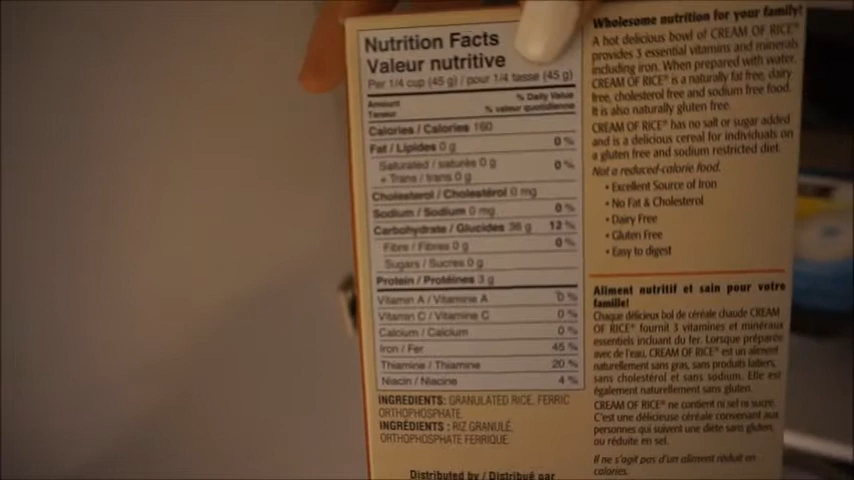 Nutrition Facts
Valeur nutritive
Per 1/4 cup (45 g) / pour 1/4 tasse (45 g)
Amount % Daily Value
Teneur % valeur quotidienne
Calories / Calories 160
Fat / Lipides 0 g 0 %
Saturated / saturés 0 g 0 %
+ Trans / trans 0 g
Cholesterol / Cholestérol 0 mg
Sodium / Sodium 0 mg 0 %
Carbohydrate / Glucides 36 g 12 %
Fibre / Fibres 0 g 0 %
Sugars / Sucres 0 g
Protein / Protéines 3 g
Vitamin A / Vitamine A 0 %
Vitamin C / Vitamine C 0 %
Calcium / Calcium 0 %
Iron / Fer 45 %
Thiamine / Thiamine 20 %
Niacin / Niacine 4 %
INGREDIENTS: GRANULATED RICE, FERRIC
ORTHOPHOSPHATE.
INGRÉDIENTS : RIZ GRANULÉ,
ORTHOPHOSPHATE FERRIQUE
Distributed by / Distribué par
Wholesome nutrition for your family!
A hot delicious bowl of CREAM OF RICE®
provides 3 essential vitamins and minerals
including iron. When prepared with water,
CREAM OF RICE® is a naturally fat free, dairy
free, cholesterol free and sodium free food.
It is also naturally gluten free.
CREAM OF RICE® has no salt or sugar added
and is a delicious cereal for individuals on
a gluten free and sodium restricted diet.
Not a reduced-calorie food.
• Excellent Source of Iron
• No Fat & Cholesterol
• Dairy Free
• Gluten Free
• Easy to digest
Aliment nutritif et sain pour votre
famille!
Chaque délicieux bol de céréale chaude CREAM
OF RICE® fournit 3 vitamines et minéraux
essentiels incluant du fer. Lorsque préparée
avec de l'eau, CREAM OF RICE® est un aliment
naturellement sans gras, sans produits laitiers,
sans cholestérol et sans sodium. Elle est
également naturellement sans gluten.
CREAM OF RICE® ne contient ni sel ni sucre.
C'est une délicieuse céréale convenant aux
personnes qui suivent une diète sans gluten
ou réduite en sel.
Il ne s'agit pas d'un aliment réduit en
calories.